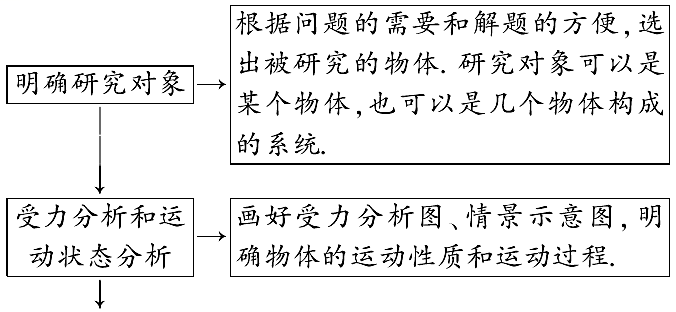 根据问题的需要和解题的方便,选
出被研究的物体. 研究对象可以是
明确研究对象
某个物体,也可以是几个物体构成
的系统.
受力分析和运
动状态分析
画好受力分析图、情景示意图,明
确物体的运动性质和运动过程.